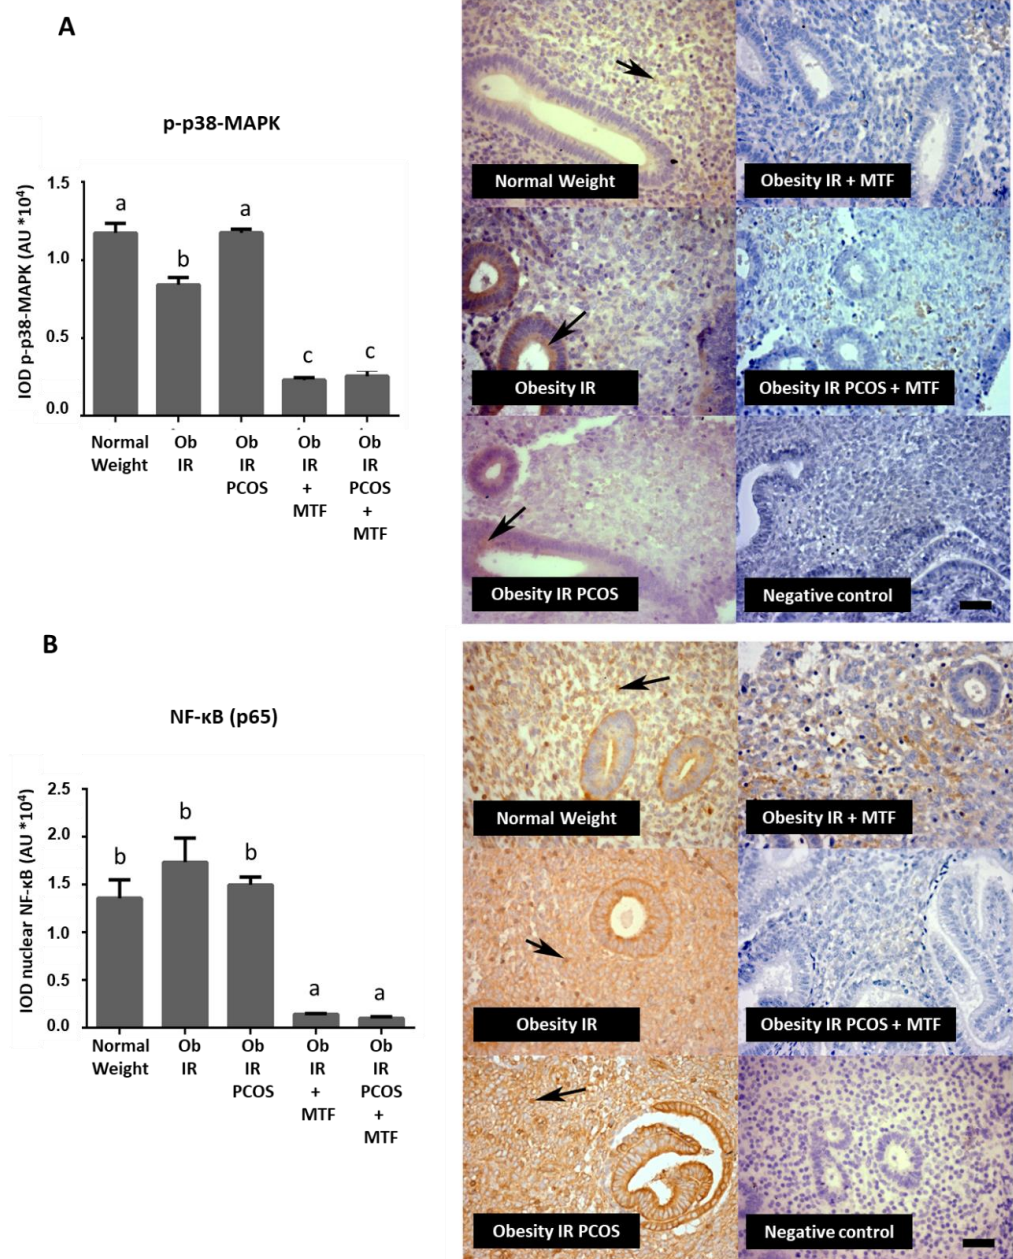 A
p-p38-MAPK
IOD p-p38-MAPK (AU *10⁴)
1.5
1.0
0.5
0.0
a
b
a
c
c
Normal
Weight
Ob
IR
Ob
IR
PCOS
Ob
IR
+
MTF
Ob
IR
PCOS
+
MTF
Normal Weight
Obesity IR + MTF
Obesity IR
Obesity IR PCOS + MTF
Obesity IR PCOS
Negative control
B
NF-κB (p65)
IOD nuclear NF-κB (AU *10⁴)
2.5
2.0
1.5
1.0
0.5
0.0
b
b
b
a
a
Normal
Weight
Ob
IR
Ob
IR
PCOS
Ob
IR
+
MTF
Ob
IR
PCOS
+
MTF
Normal Weight
Obesity IR + MTF
Obesity IR
Obesity IR PCOS + MTF
Obesity IR PCOS
Negative control